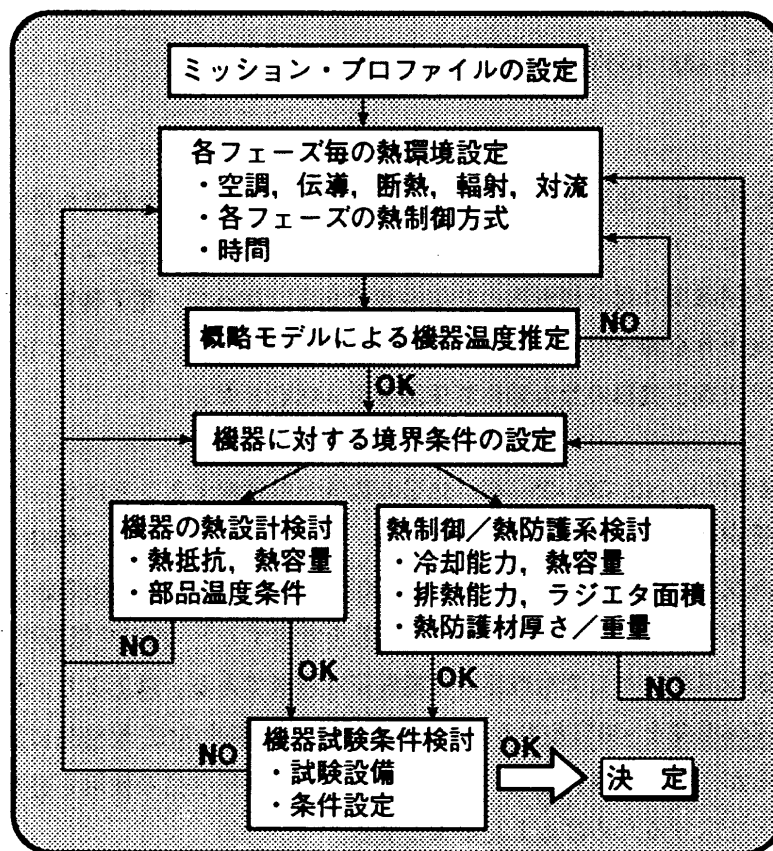 ミッション・プロファイルの設定
各フェーズ毎の熱環境設定
・空調，伝導，断熱，輻射，対流
・各フェーズの熱制御方式
・時間
概略モデルによる機器温度推定
NO
OK
機器に対する境界条件の設定
機器の熱設計検討
・熱抵抗，熱容量
・部品温度条件
熱制御／熱防護系検討
・冷却能力，熱容量
・排熱能力，ラジエタ面積
・熱防護材厚さ／重量
NO
OK
OK
NO
機器試験条件検討
・試験設備
・条件設定
NO
OK
決 定